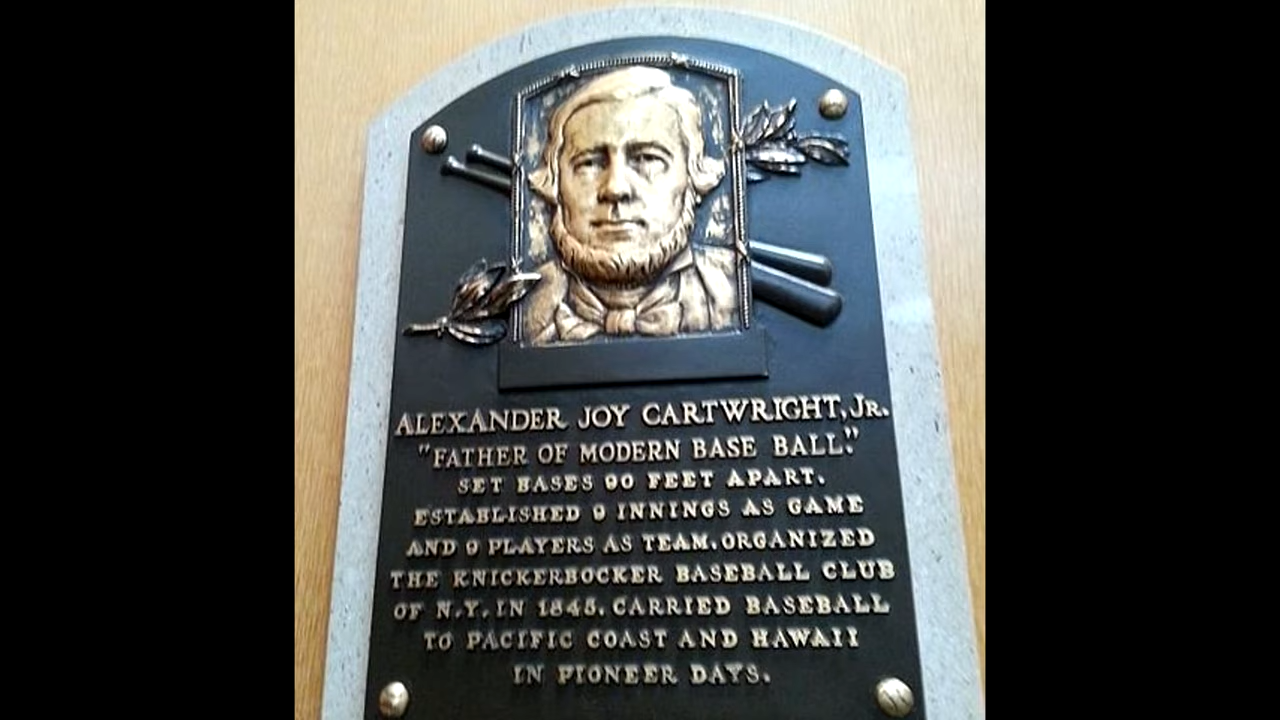 ALEXANDER JOY CARTWRIGHT, JR.
"FATHER OF MODERN BASE BALL."
SET BASES 90 FEET APART.
ESTABLISHED 9 INNINGS AS GAME
AND 9 PLAYERS AS TEAM. ORGANIZED
THE KNICKERBOCKER BASEBALL CLUB
OF N.Y. IN 1845. CARRIED BASEBALL
TO PACIFIC COAST AND HAWAII
IN PIONEER DAYS.